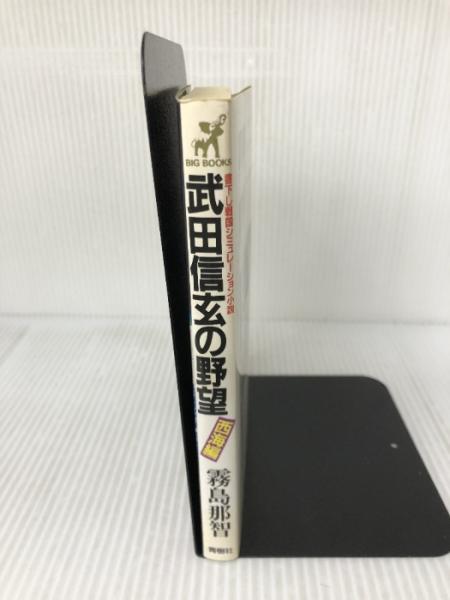 BIG BOOKS
書下し戦国シミュレーション小説
武田信玄の野望
西海編
霧島那智
青樹社